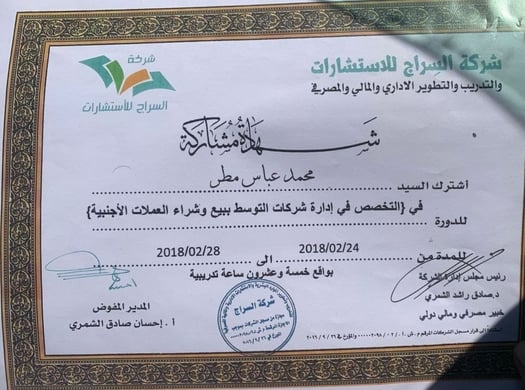 شركة السراج للاستشارات
والتدريب والتطوير الاداري والمالي والمصرفي
شركة
السراج للأستشارات
شهادة مشاركة
محمد عباس مطر
اشترك السيد
في {التخصص في إدارة شركات التوسط ببيع وشراء العملات الأجنبية}
للدورة
للمدة من 2018/02/24 الى 2018/02/28
بواقع خمسة وعشرون ساعة تدريبية
رئيس مجلس إدارة الشركة
د.صادق راشد الشمري
خبير مصرفي ومالي دولي
المدير المفوض
أ. إحسان صادق الشمري
شركة السراج